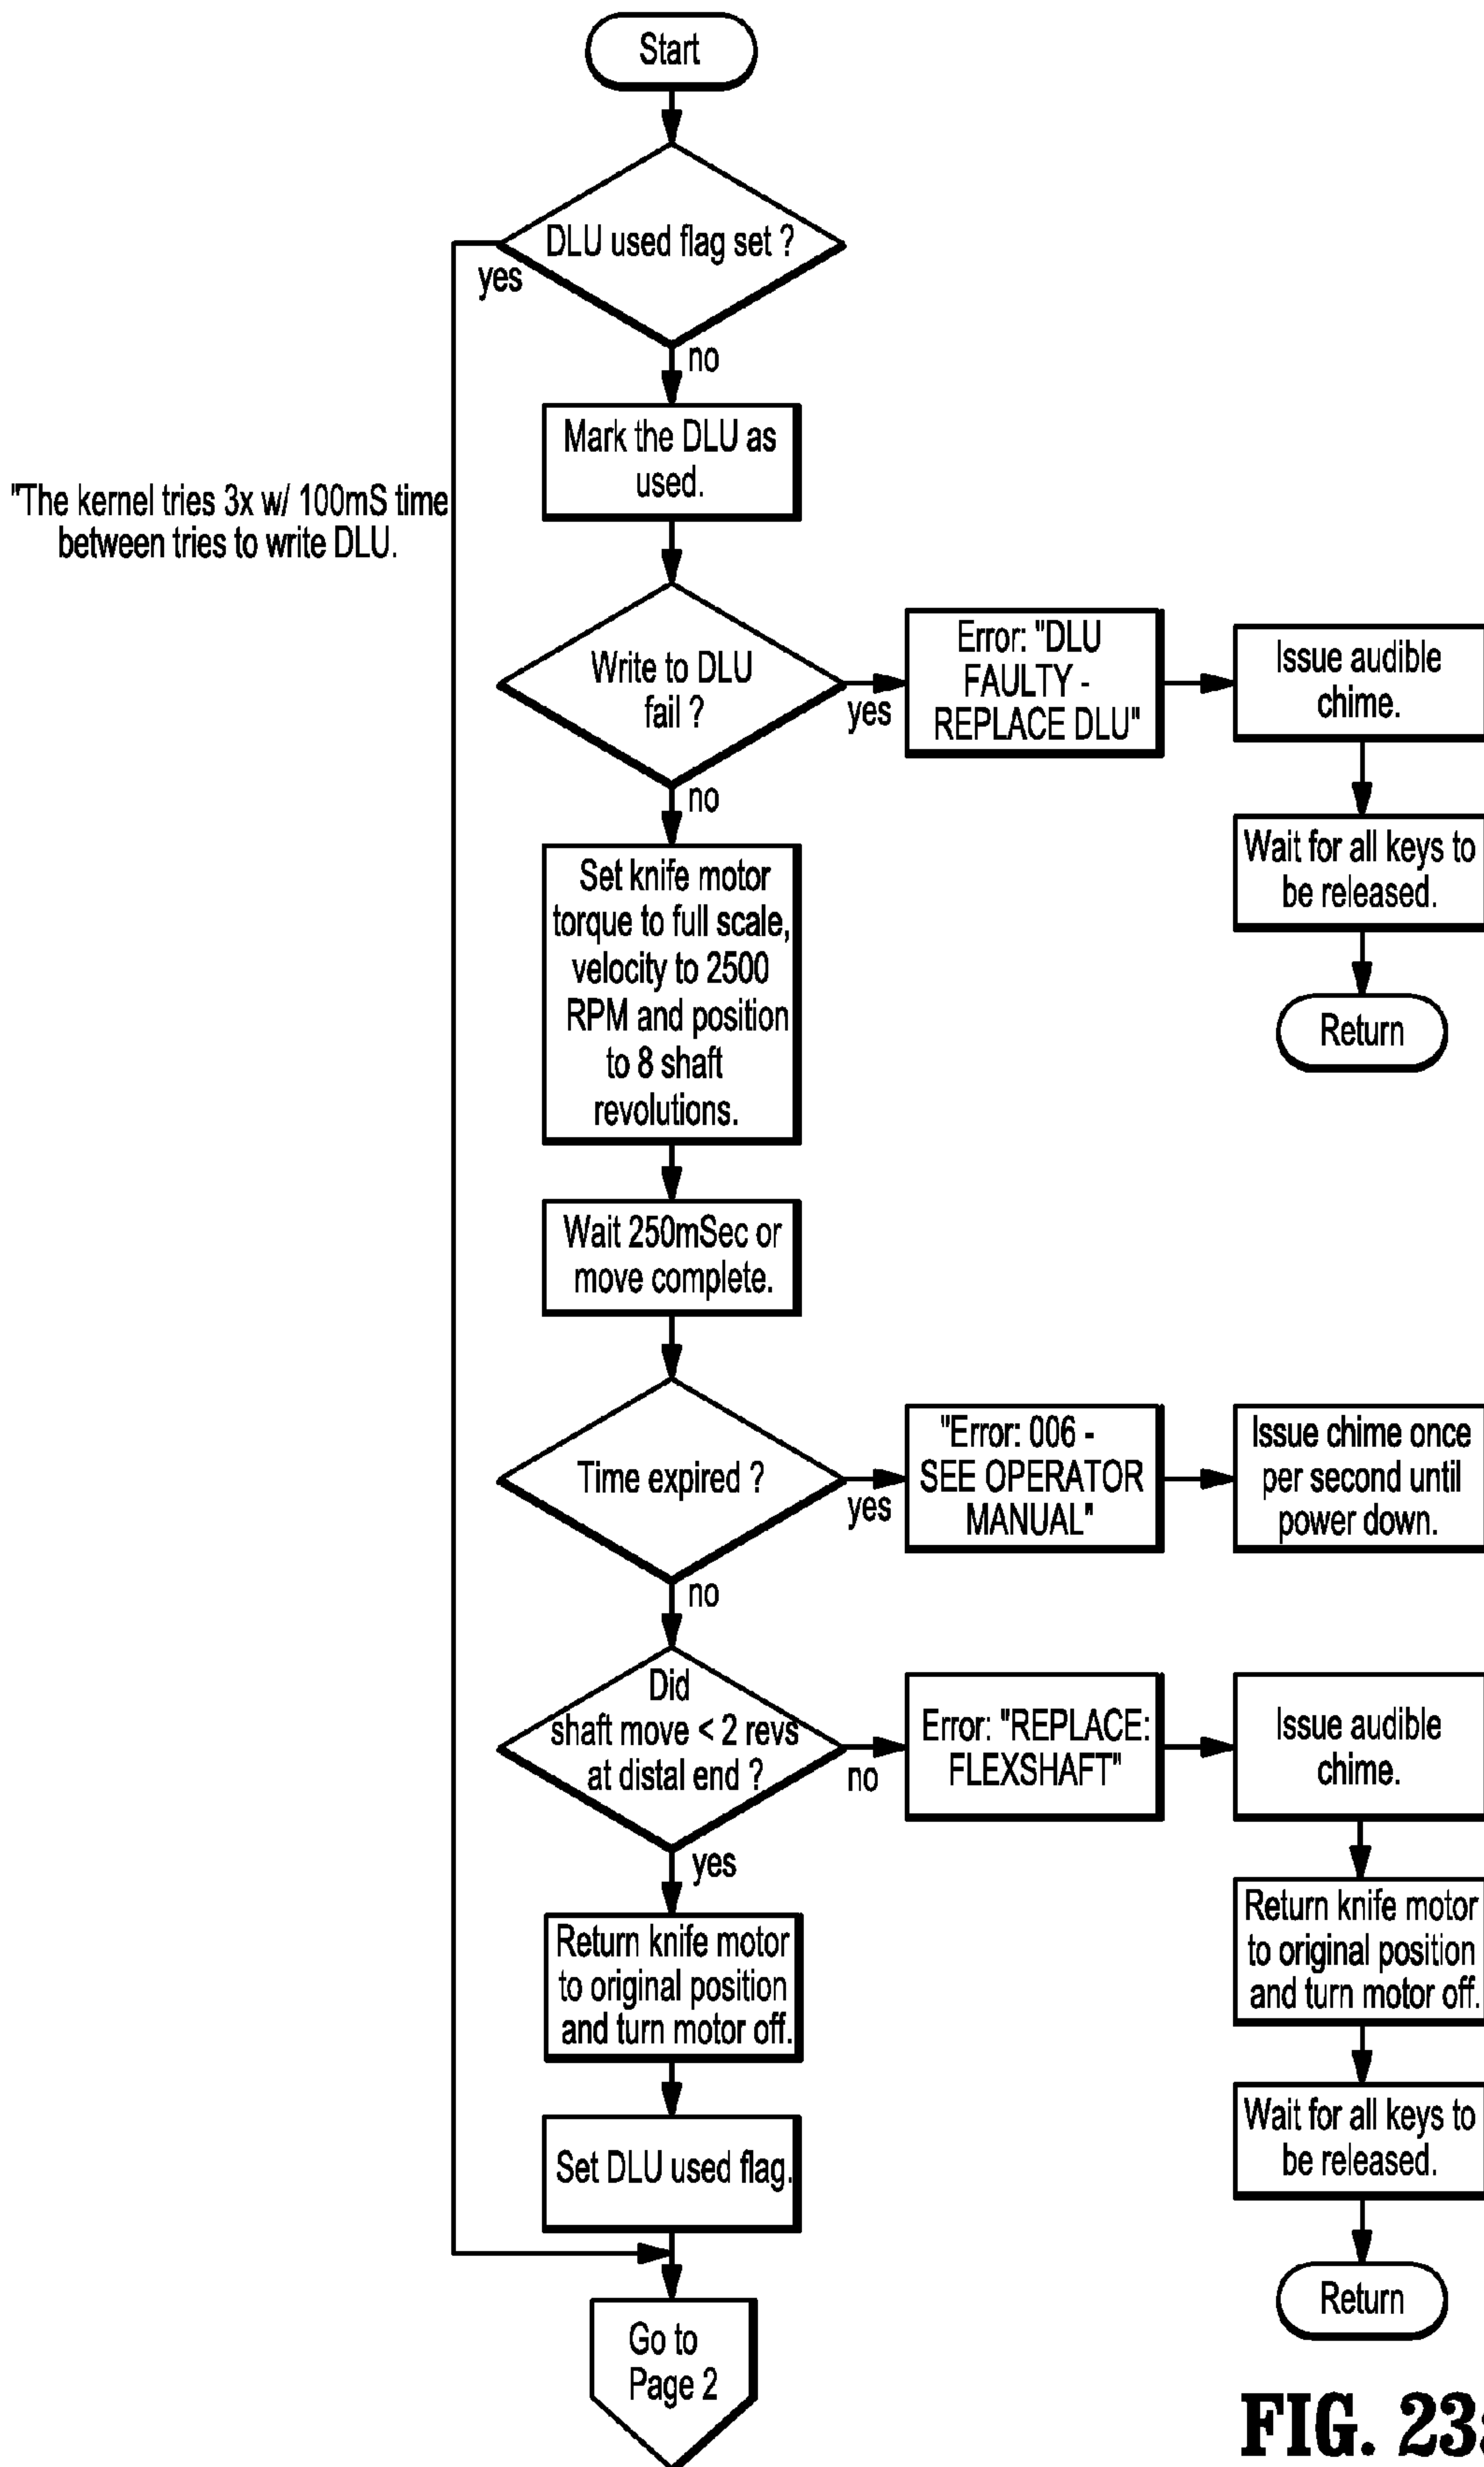 Start
DLU used flag set ?
yes
no
Mark the DLU as
used.
"The kernel tries 3x w/ 100mS time
between tries to write DLU.
Write to DLU
fail ?
yes
no
Error: "DLU
FAULTY -
REPLACE DLU"
Issue audible
chime.
Wait for all keys to
be released.
Return
Set knife motor
torque to full scale,
velocity to 2500
RPM and position
to 8 shaft
revolutions.
Wait 250mSec or
move complete.
Time expired ?
yes
no
"Error: 006 -
SEE OPERATOR
MANUAL"
Issue chime once
per second until
power down.
Did
shaft move < 2 revs
at distal end ?
no
yes
Error: "REPLACE:
FLEXSHAFT"
Issue audible
chime.
Return knife motor
to original position
and turn motor off.
Wait for all keys to
be released.
Return
Return knife motor
to original position
and turn motor off.
Set DLU used flag.
Go to
Page 2
FIG.